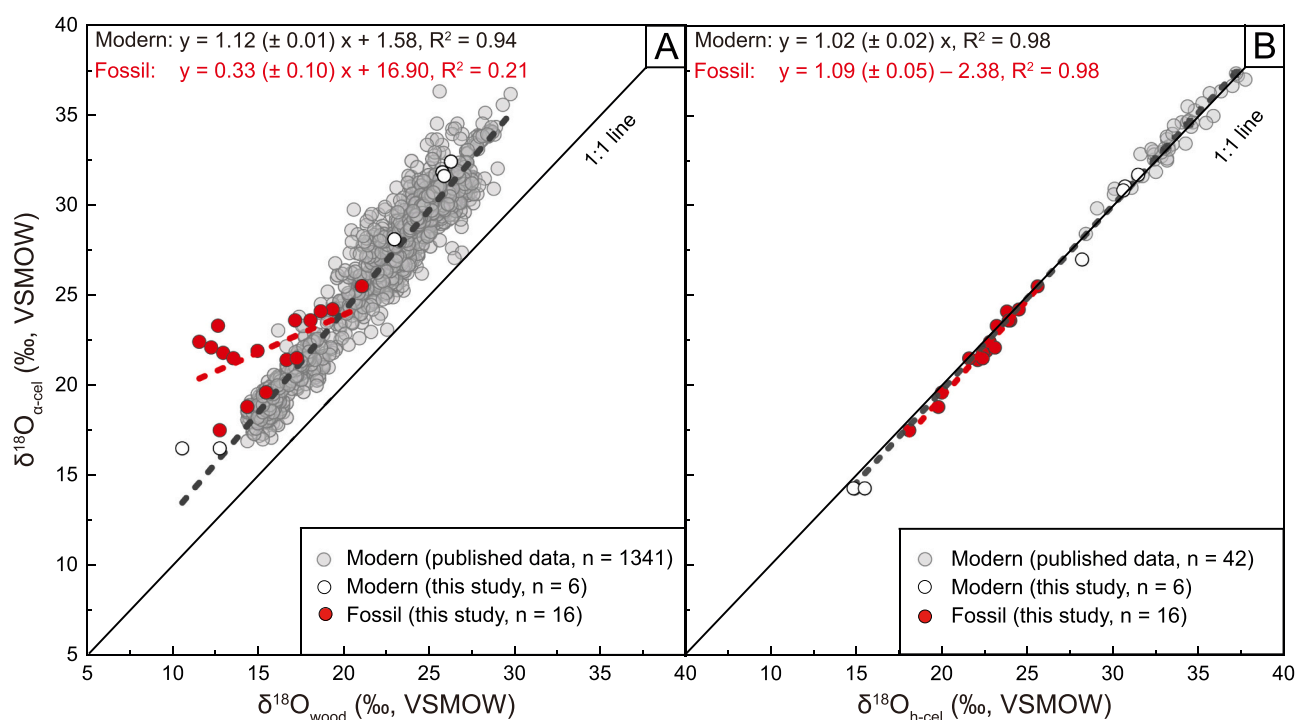 Modern: y = 1.12 (± 0.01) x + 1.58, R² = 0.94
Fossil: y = 0.33 (± 0.10) x + 16.90, R² = 0.21
A
1:1 line
Modern (published data, n = 1341)
Modern (this study, n = 6)
Fossil (this study, n = 16)
40
35
30
25
20
15
10
5
δ¹⁸Oα-cel (‰, VSMOW)
5 10 15 20 25 30 35 40
δ¹⁸Owood (‰, VSMOW)
Modern: y = 1.02 (± 0.02) x, R² = 0.98
Fossil: y = 1.09 (± 0.05) – 2.38, R² = 0.98
B
1:1 line
Modern (published data, n = 42)
Modern (this study, n = 6)
Fossil (this study, n = 16)
10 15 20 25 30 35 40
δ¹⁸Oh-cel (‰, VSMOW)